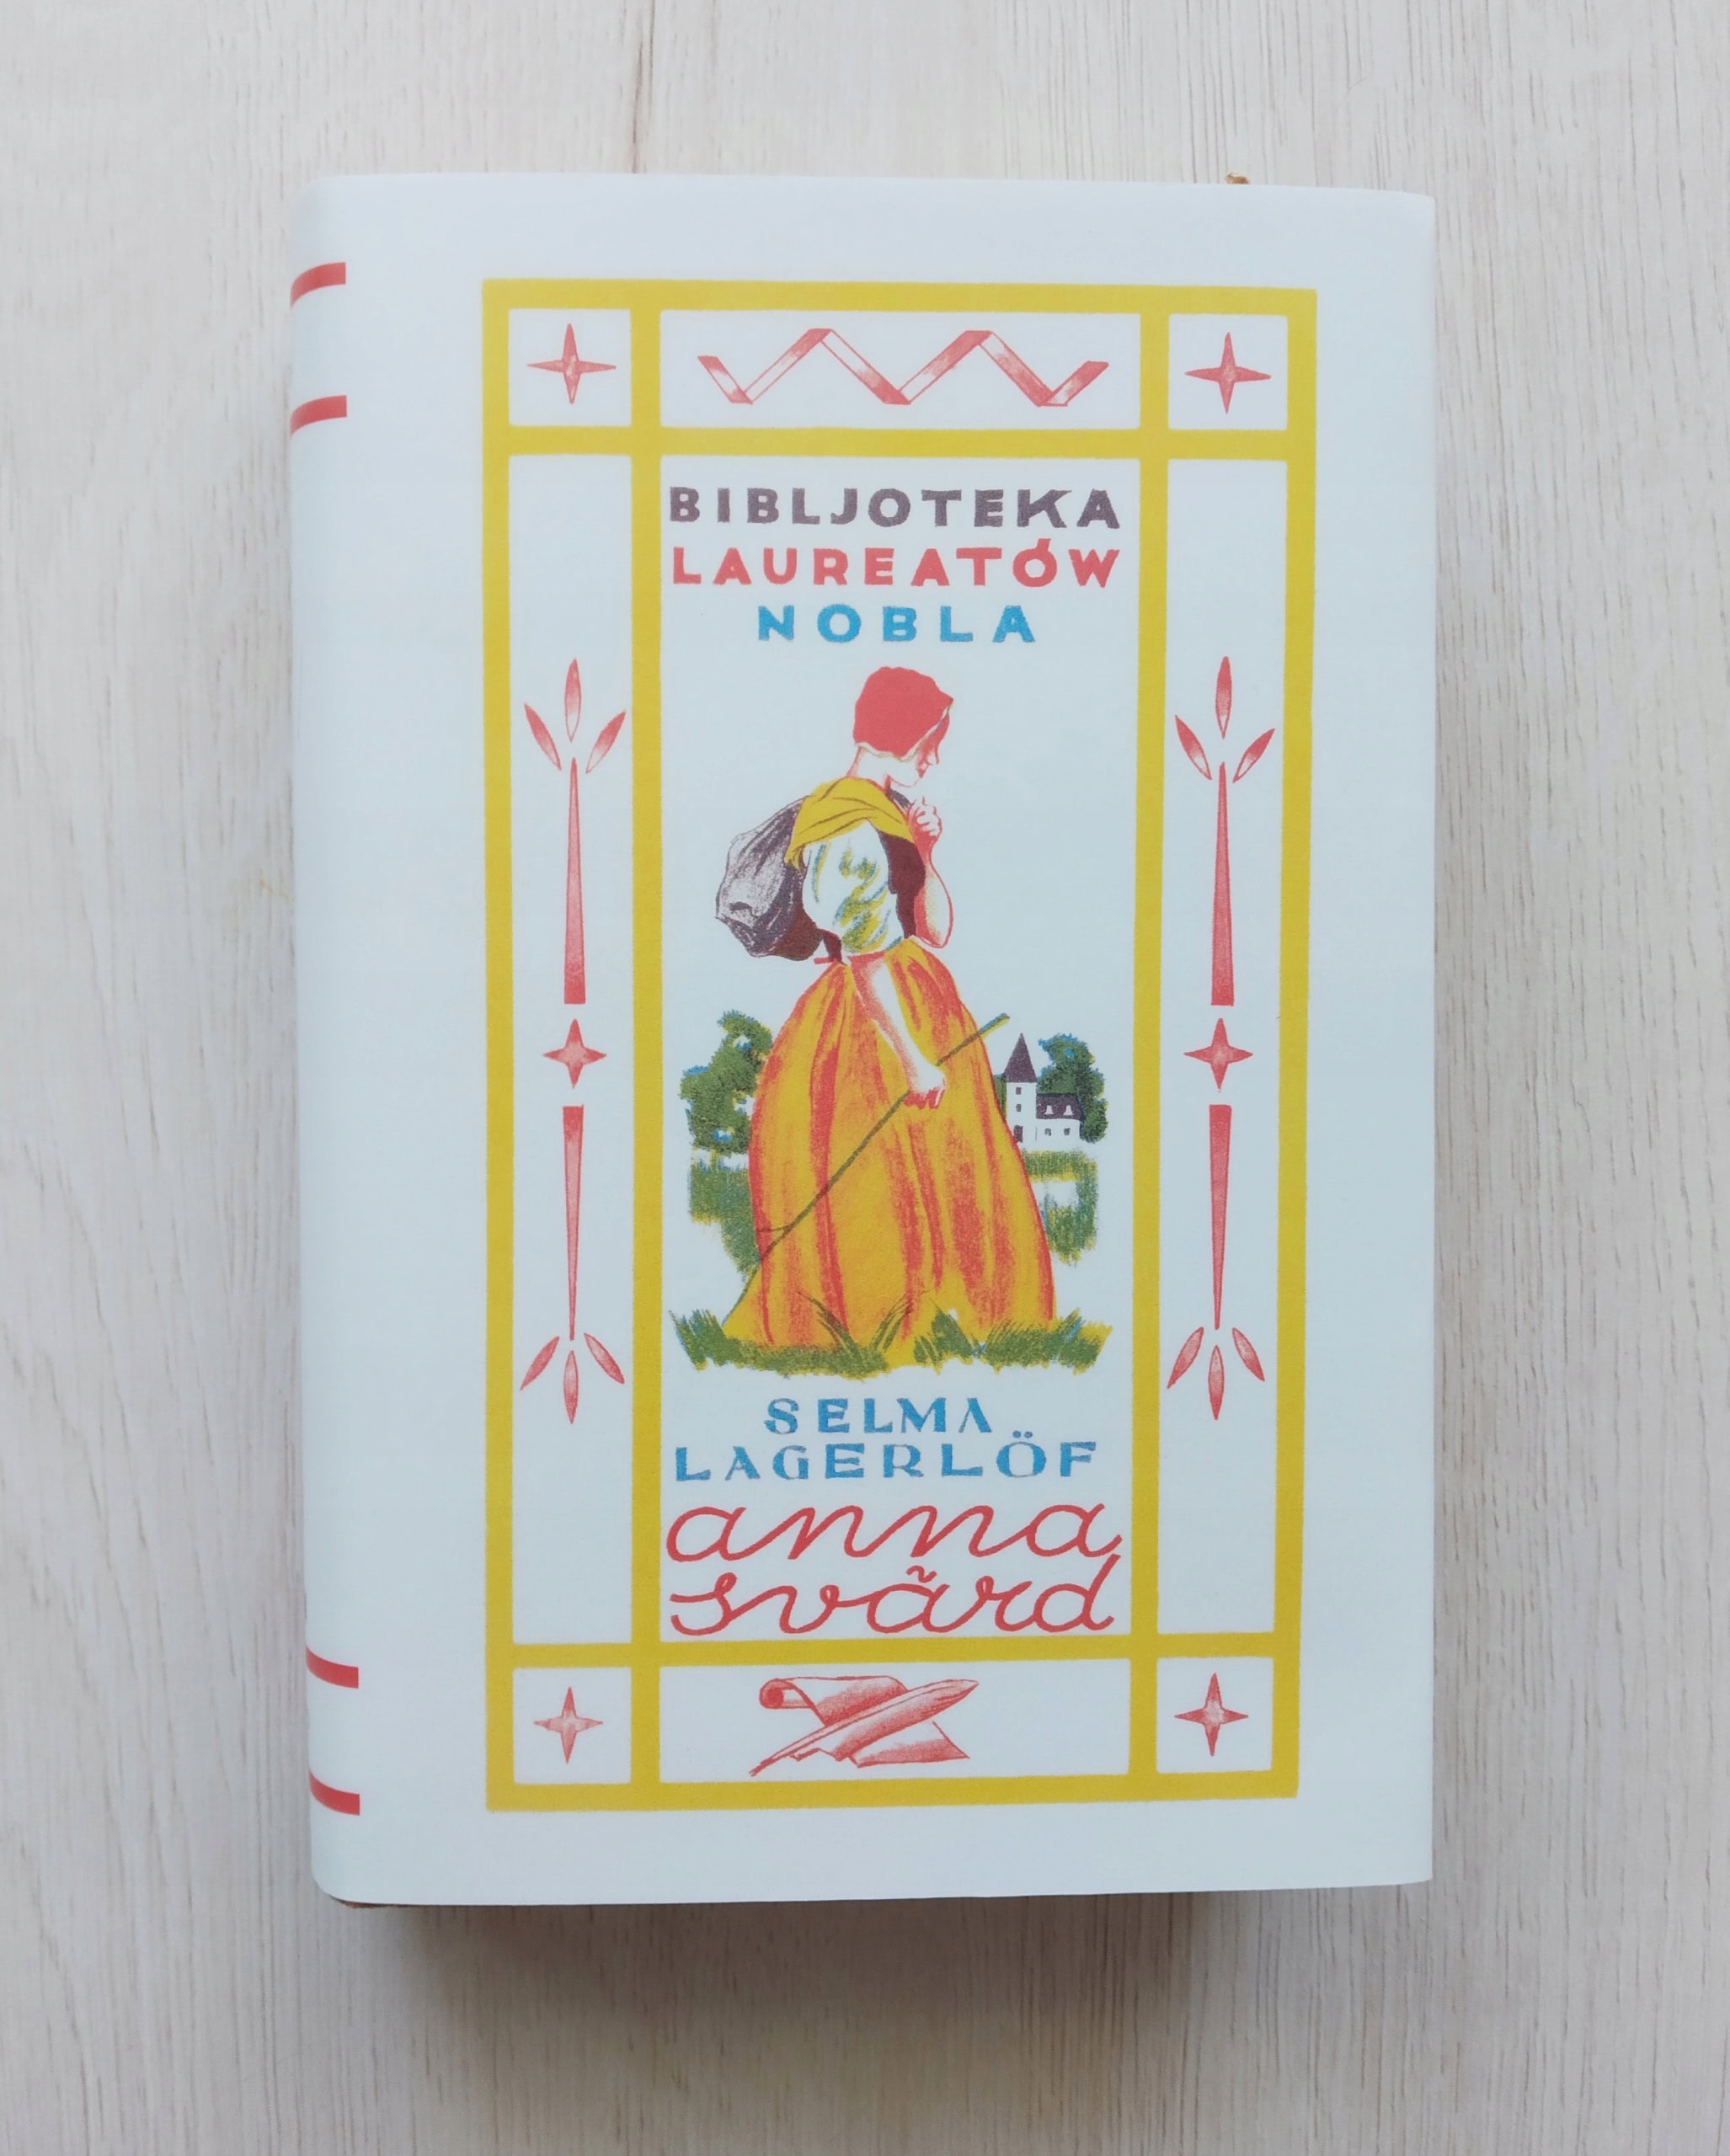 BIBLJOTEKA
LAUREATÓW
NOBLA
SELMA
LAGERLÖF
anna
svärd